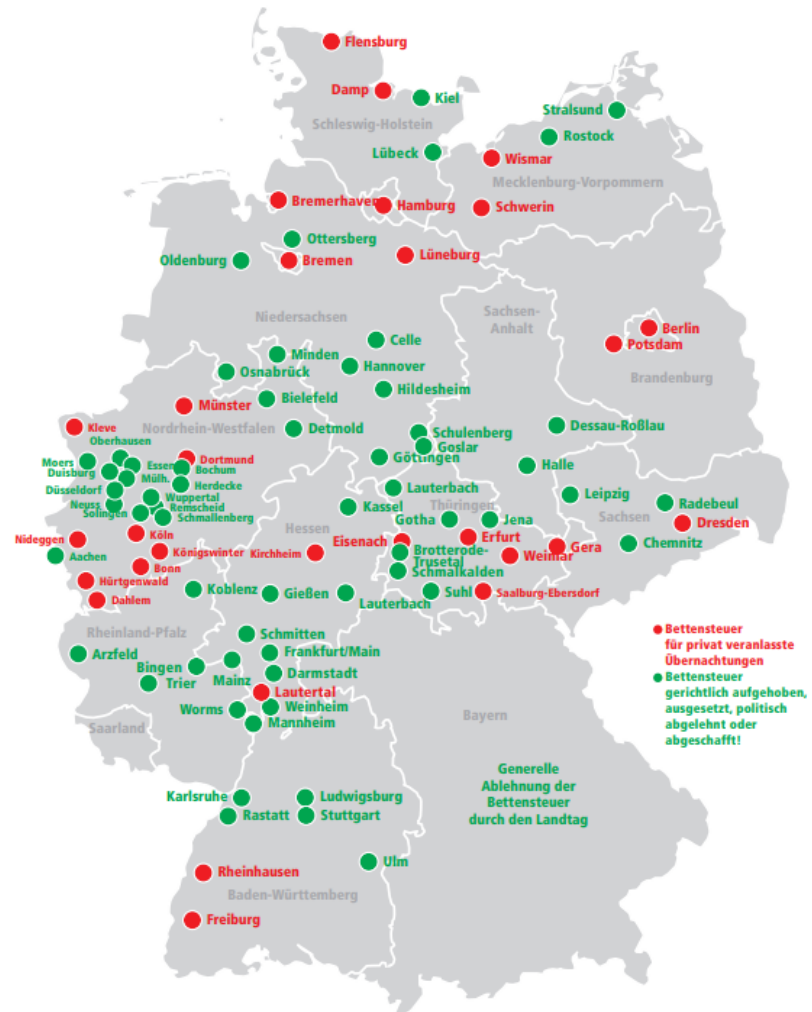 Flensburg
Damp
Kiel
Schleswig-Holstein
Stralsund
Rostock
Lübeck
Wismar
Mecklenburg-Vorpommern
Bremerhaven
Hamburg
Schwerin
Ottersberg
Oldenburg
Bremen
Lüneburg
Niedersachsen
Sachsen-
Anhalt
Berlin
Potsdam
Brandenburg
Celle
Minden
Hannover
Osnabrück
Hildesheim
Bielefeld
Münster
Nordrhein-Westfalen
Detmold
Schulenberg
Goslar
Göttingen
Dessau-Roßlau
Halle
Kleve
Oberhausen
Moers
Essen
Dortmund
Duisburg
Mülh.
Bochum
Düsseldorf
Herdecke
Wuppertal
Neuss
Remscheid
Solingen
Schmallenberg
Lauterbach
Thüringen
Leipzig
Radebeul
Sachsen
Dresden
Kassel
Hessen
Gotha
Jena
Nideggen
Köln
Aachen
Königswinter
Kirchheim
Eisenach
Erfurt
Weimar
Gera
Chemnitz
Brotterode-
Trusetal
Schmalkalden
Bonn
Hürtgenwald
Dahlem
Koblenz
Gießen
Lauterbach
Suhl
Saalburg-Ebersdorf
Rheinland-Pfalz
Schmitten
Arzfeld
Frankfurt/Main
Bingen
Mainz
Darmstadt
Trier
Lautertal
Worms
Weinheim
Mannheim
Saarland
Bayern
Bettensteuer
für privat veranlasste
Übernachtungen
Bettensteuer
gerichtlich aufgehoben,
ausgesetzt, politisch
abgelehnt oder
abgeschafft!
Generelle
Ablehnung der
Bettensteuer
durch den Landtag
Karlsruhe
Ludwigsburg
Rastatt
Stuttgart
Ulm
Rheinhausen
Baden-Württemberg
Freiburg